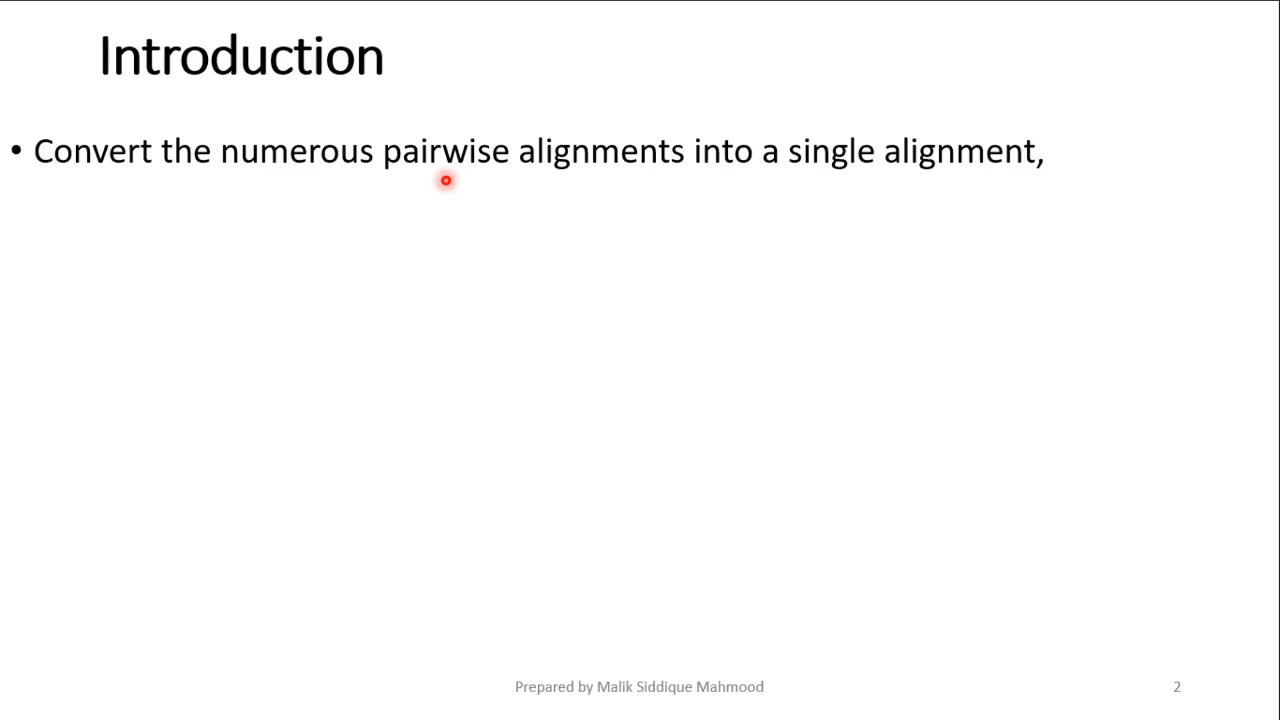 Introduction
• Convert the numerous pairwise alignments into a single alignment,
Prepared by Malik Siddique Mahmood
2